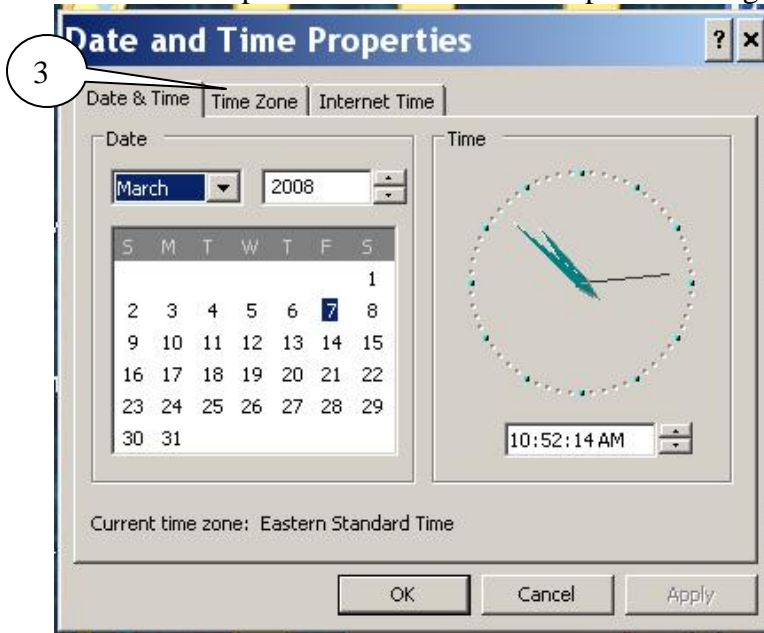 Date and Time Properties
3
Date & Time Time Zone Internet Time
Date Time
March 2008
S M T W T F S
1
2 3 4 5 6 7 8
9 10 11 12 13 14 15
16 17 18 19 20 21 22
23 24 25 26 27 28 29
30 31
10:52:14 AM
Current time zone: Eastern Standard Time
OK Cancel Apply